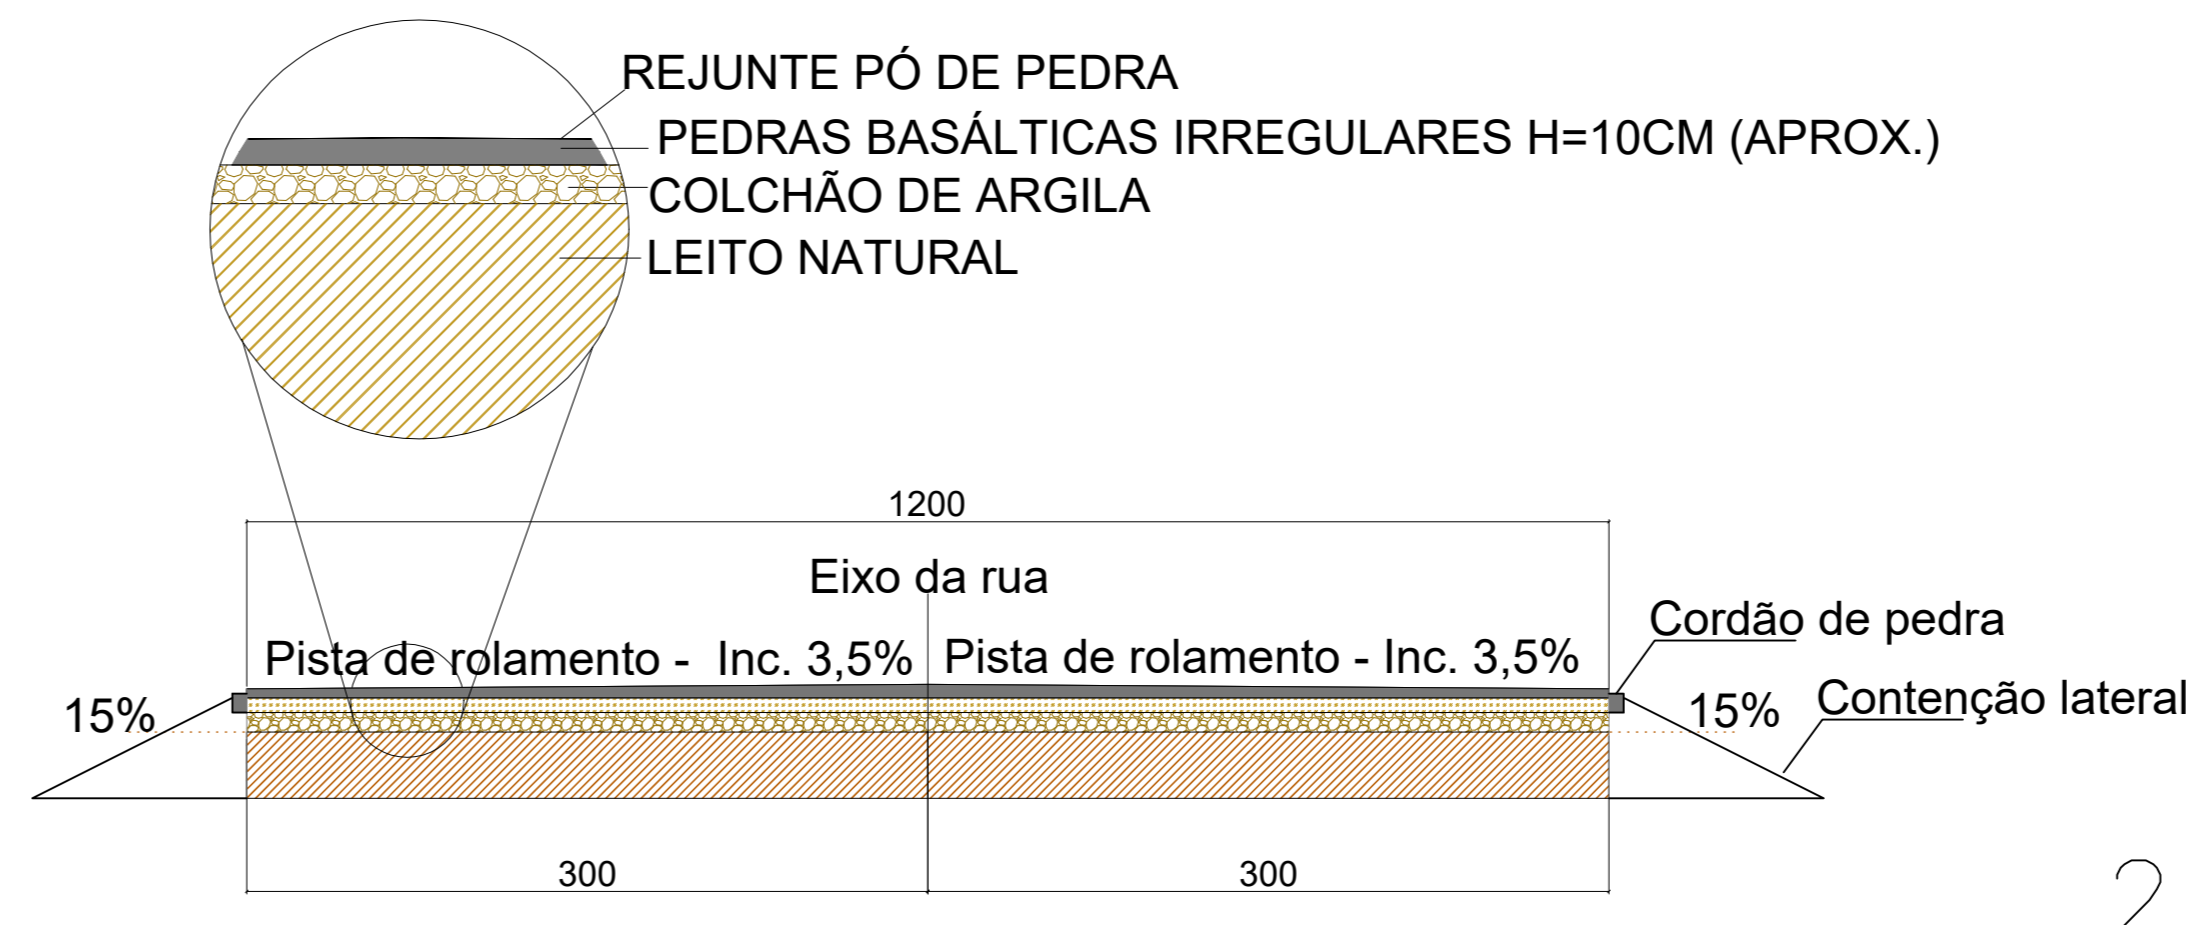 REJUNTE PÓ DE PEDRA
PEDRAS BASÁLTICAS IRREGULARES H=10CM (APROX.)
COLCHÃO DE ARGILA
LEITO NATURAL
1200
Eixo da rua
Pista de rolamento - Inc. 3,5%
Pista de rolamento - Inc. 3,5%
Cordão de pedra
15%
15%
Contenção lateral
300
300
2